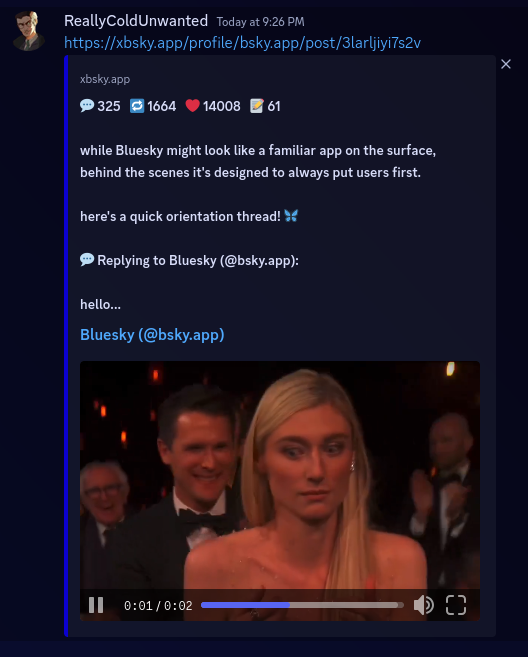 ReallyColdUnwanted Today at 9:26 PM
https://xbsky.app/profile/bsky.app/post/3larljiyi7s2v
xbsky.app
💬 325 🔁 1664 ❤️ 14008 📝 61
while Bluesky might look like a familiar app on the surface,
behind the scenes it's designed to always put users first.
here's a quick orientation thread! 🦋
💬 Replying to Bluesky (@bsky.app):
hello...
Bluesky (@bsky.app)
0:01 / 0:02